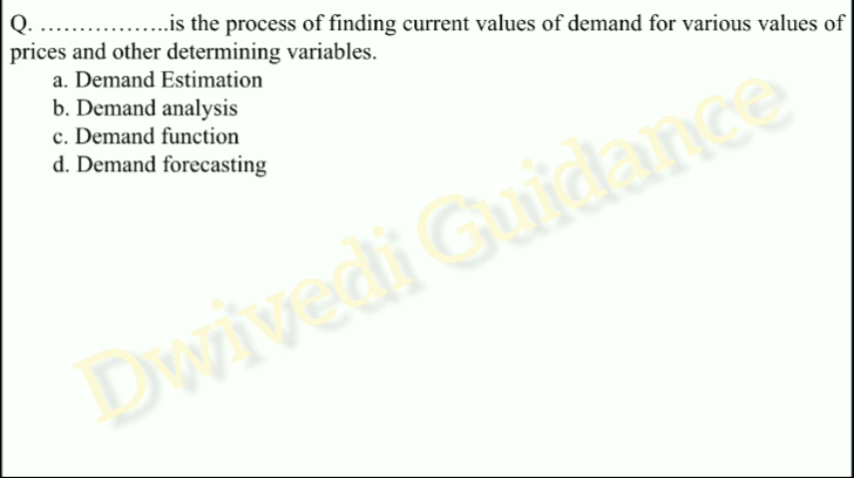 Q. ……………..is the process of finding current values of demand for various values of
prices and other determining variables.
a. Demand Estimation
b. Demand analysis
c. Demand function
d. Demand forecasting
Dwivedi Guidance